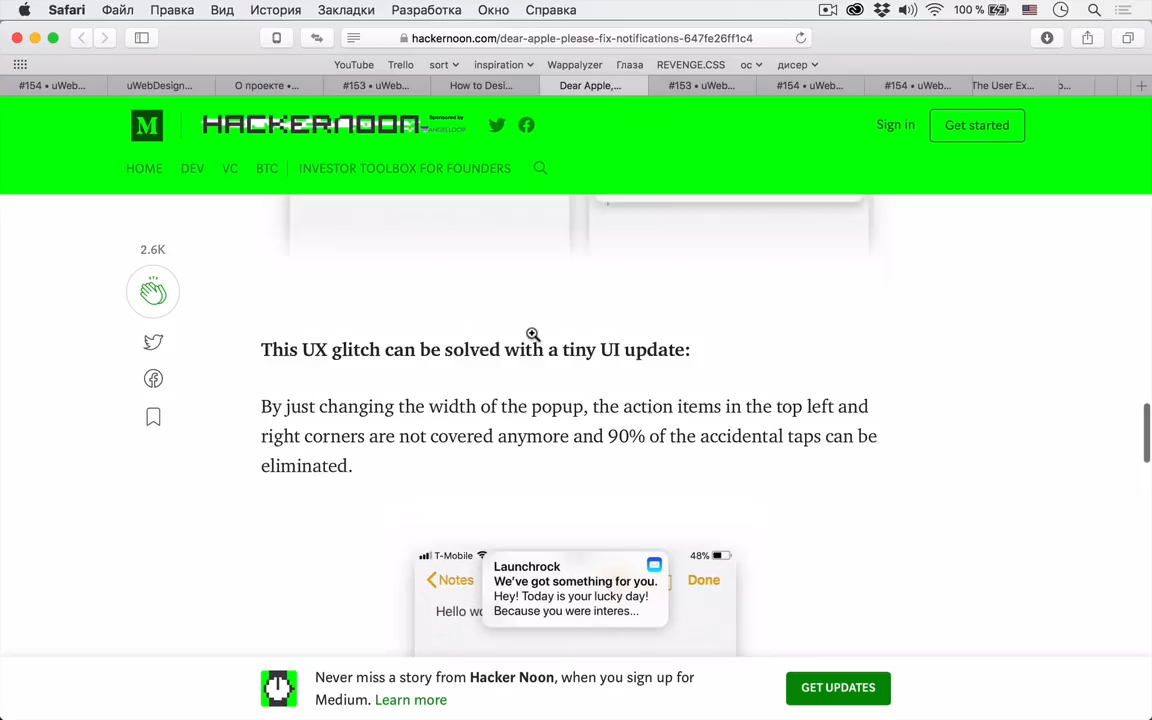 Safari Файл Правка Вид История Закладки Разработка Окно Справка 100 %
hackernoon.com/dear-apple-please-fix-notifications-647fe26ff1c4
YouTube Trello sort inspiration Wappalyzer Глаза REVENGE.CSS ос дисер
#154 • uWeb... uWebDesign... О проекте •... #153 • uWeb... How to Desi... Dear Apple,... #153 • uWeb... #154 • uWeb... #154 • uWeb... The User Ex...
M HACKERNOON Sponsored by ANGELLOOP Sign in Get started
HOME DEV VC BTC INVESTOR TOOLBOX FOR FOUNDERS
2.6K
This UX glitch can be solved with a tiny UI update:
By just changing the width of the popup, the action items in the top left and
right corners are not covered anymore and 90% of the accidental taps can be
eliminated.
T-Mobile 48%
Launchrock
Notes We've got something for you. Done
Hey! Today is your lucky day!
Hello wo
Because you were interes...
Never miss a story from Hacker Noon, when you sign up for
Medium. Learn more
GET UPDATES